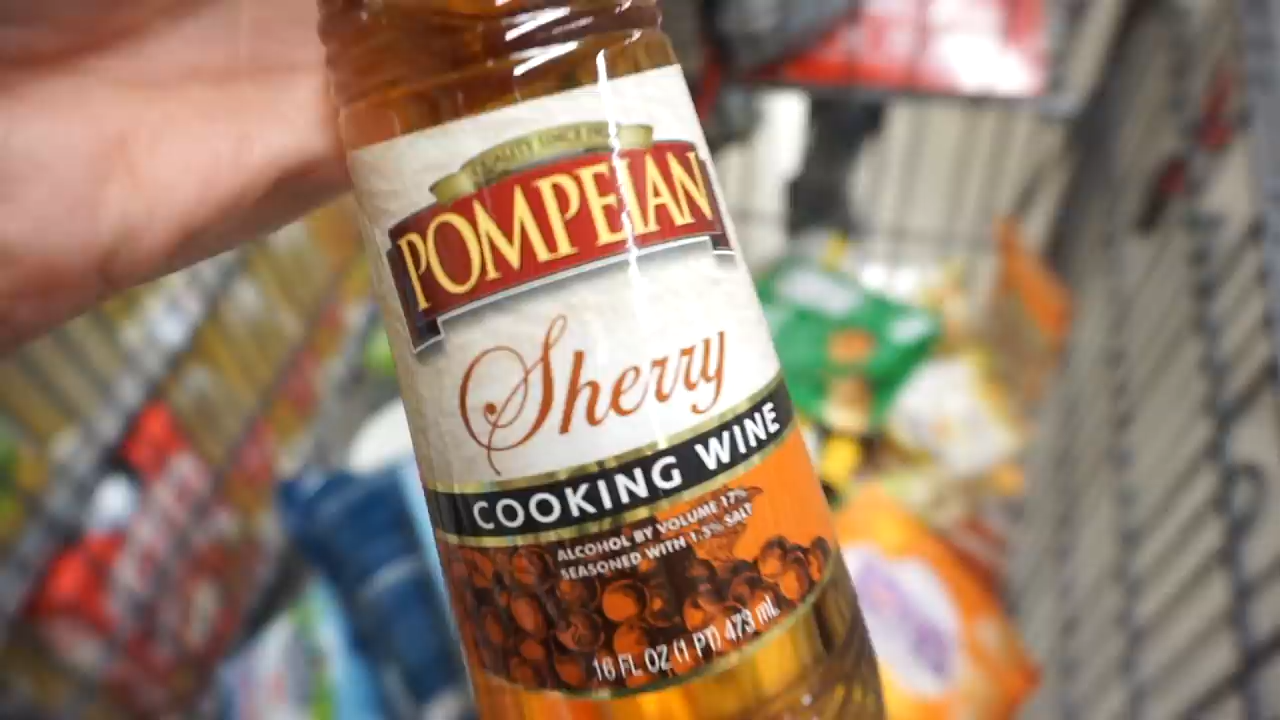 POMPEIAN
Sherry
COOKING WINE
ALCOHOL BY VOLUME 17%
SEASONED WITH 1.5% SALT
16 FL OZ (1 PT) 473 mL